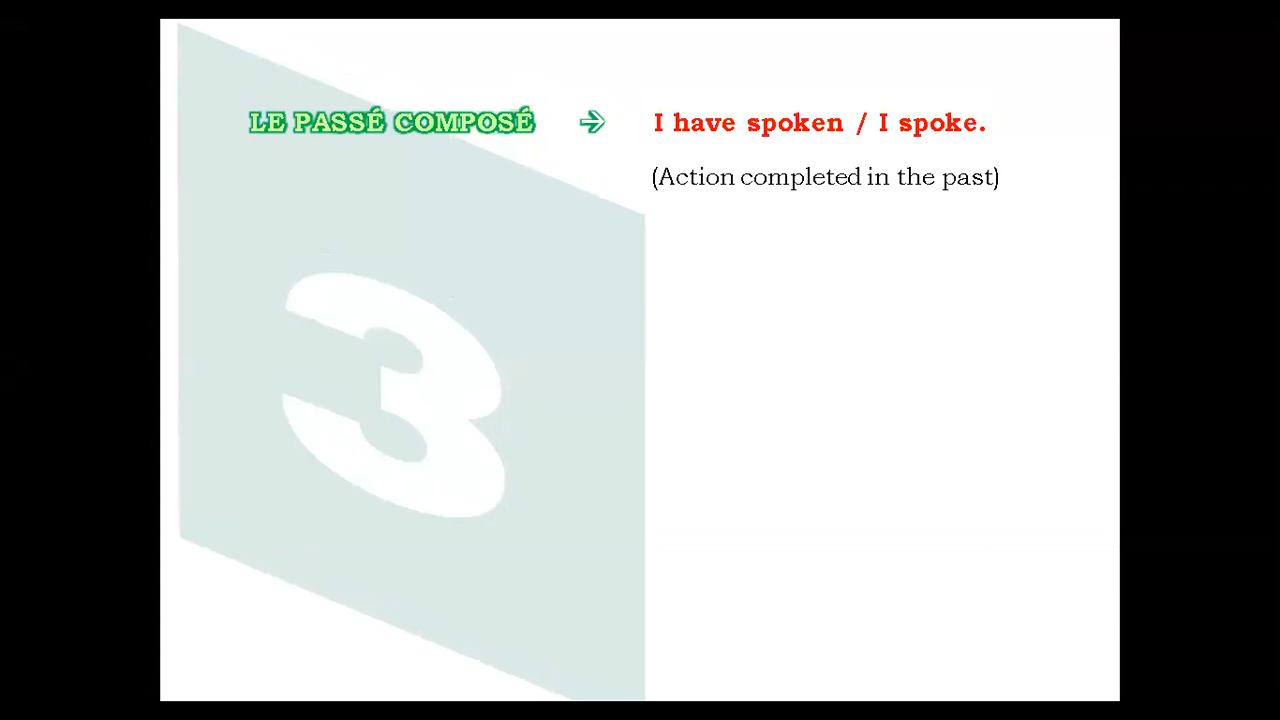 LE PASSÉ COMPOSÉ → I have spoken / I spoke.
(Action completed in the past)
3